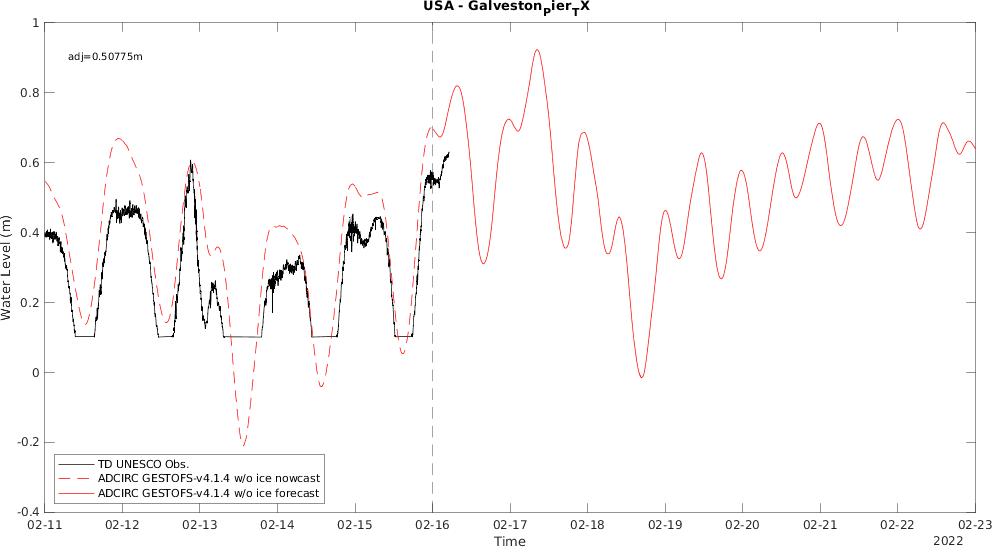 USA - Galveston_Pier_TX
adj=0.50775m
1
0.8
0.6
0.4
0.2
0
-0.2
-0.4
Water Level (m)
TD UNESCO Obs.
ADCIRC GESTOFS-v4.1.4 w/o ice nowcast
ADCIRC GESTOFS-v4.1.4 w/o ice forecast
02-11 02-12 02-13 02-14 02-15 02-16 02-17 02-18 02-19 02-20 02-21 02-22 02-23
Time
2022